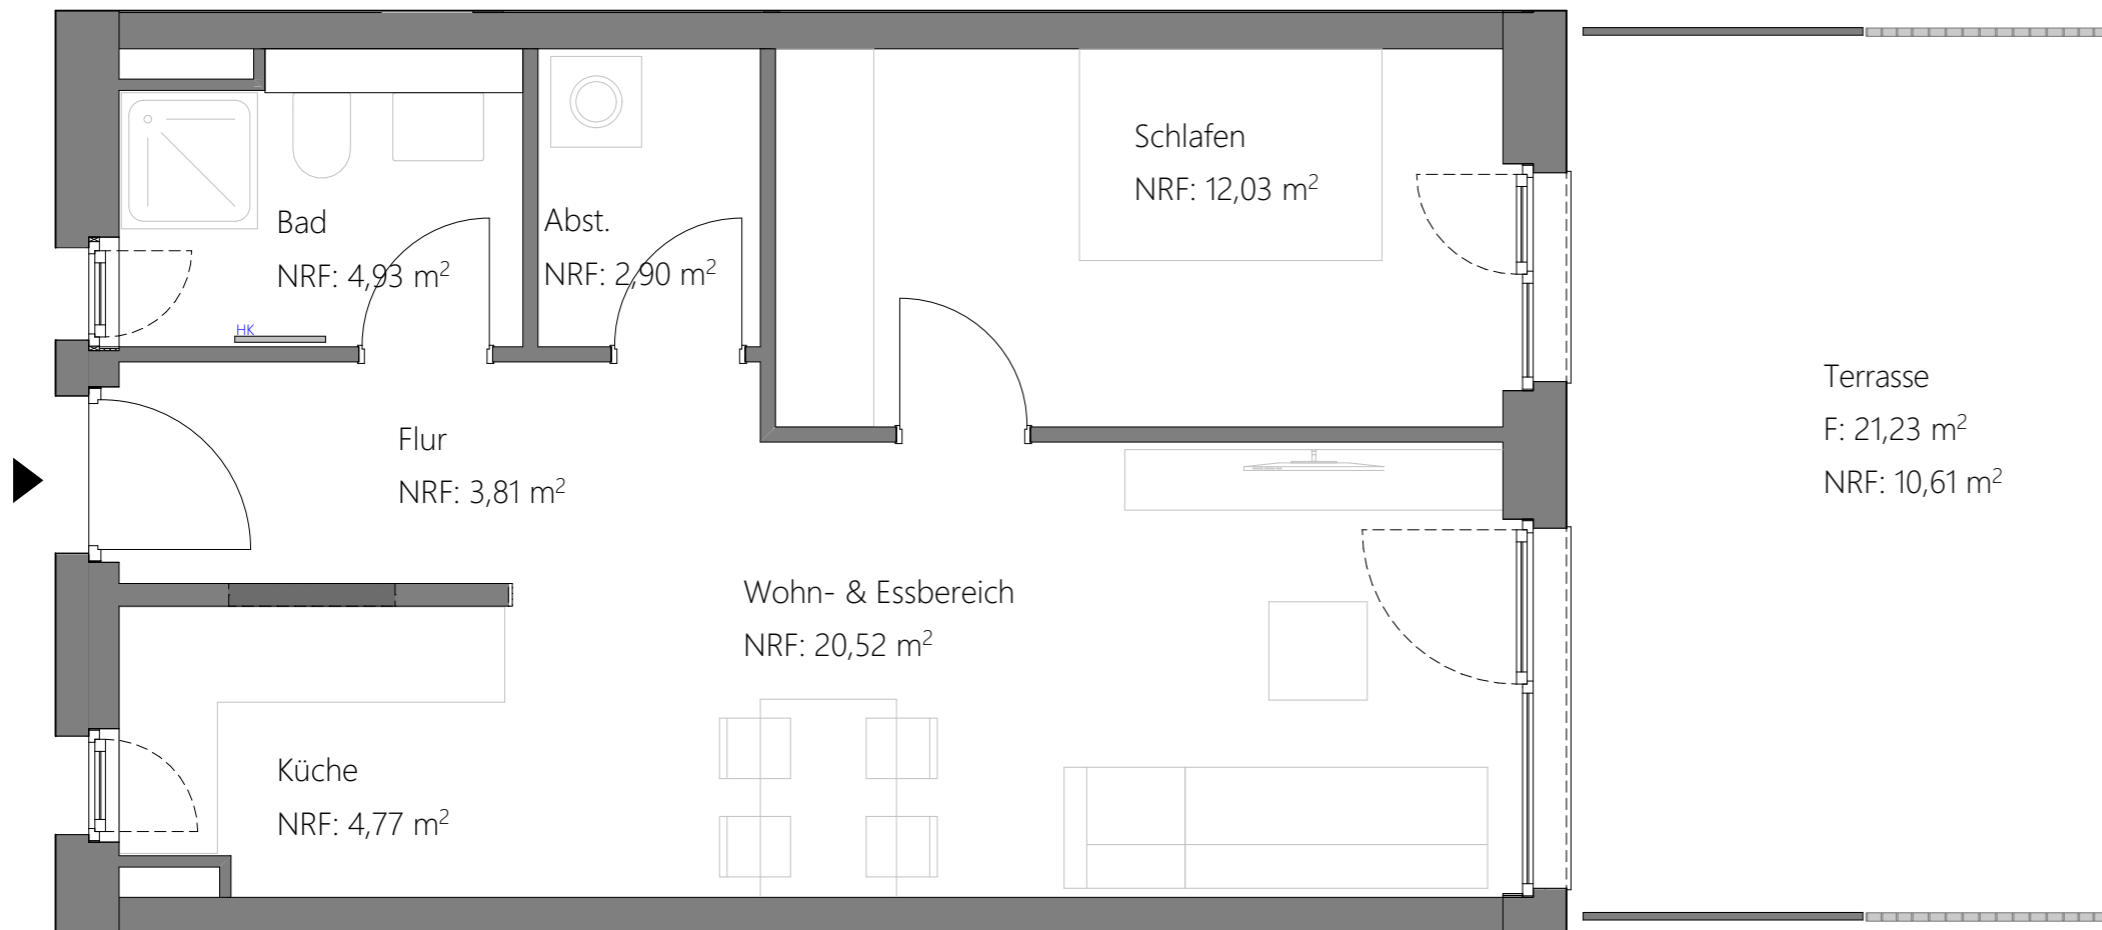 Schlafen
NRF: 12,03 m²
Bad
NRF: 4,93 m²
Abst.
NRF: 2,90 m²
HK
Terrasse
F: 21,23 m²
NRF: 10,61 m²
Flur
NRF: 3,81 m²
Wohn- & Essbereich
NRF: 20,52 m²
Küche
NRF: 4,77 m²